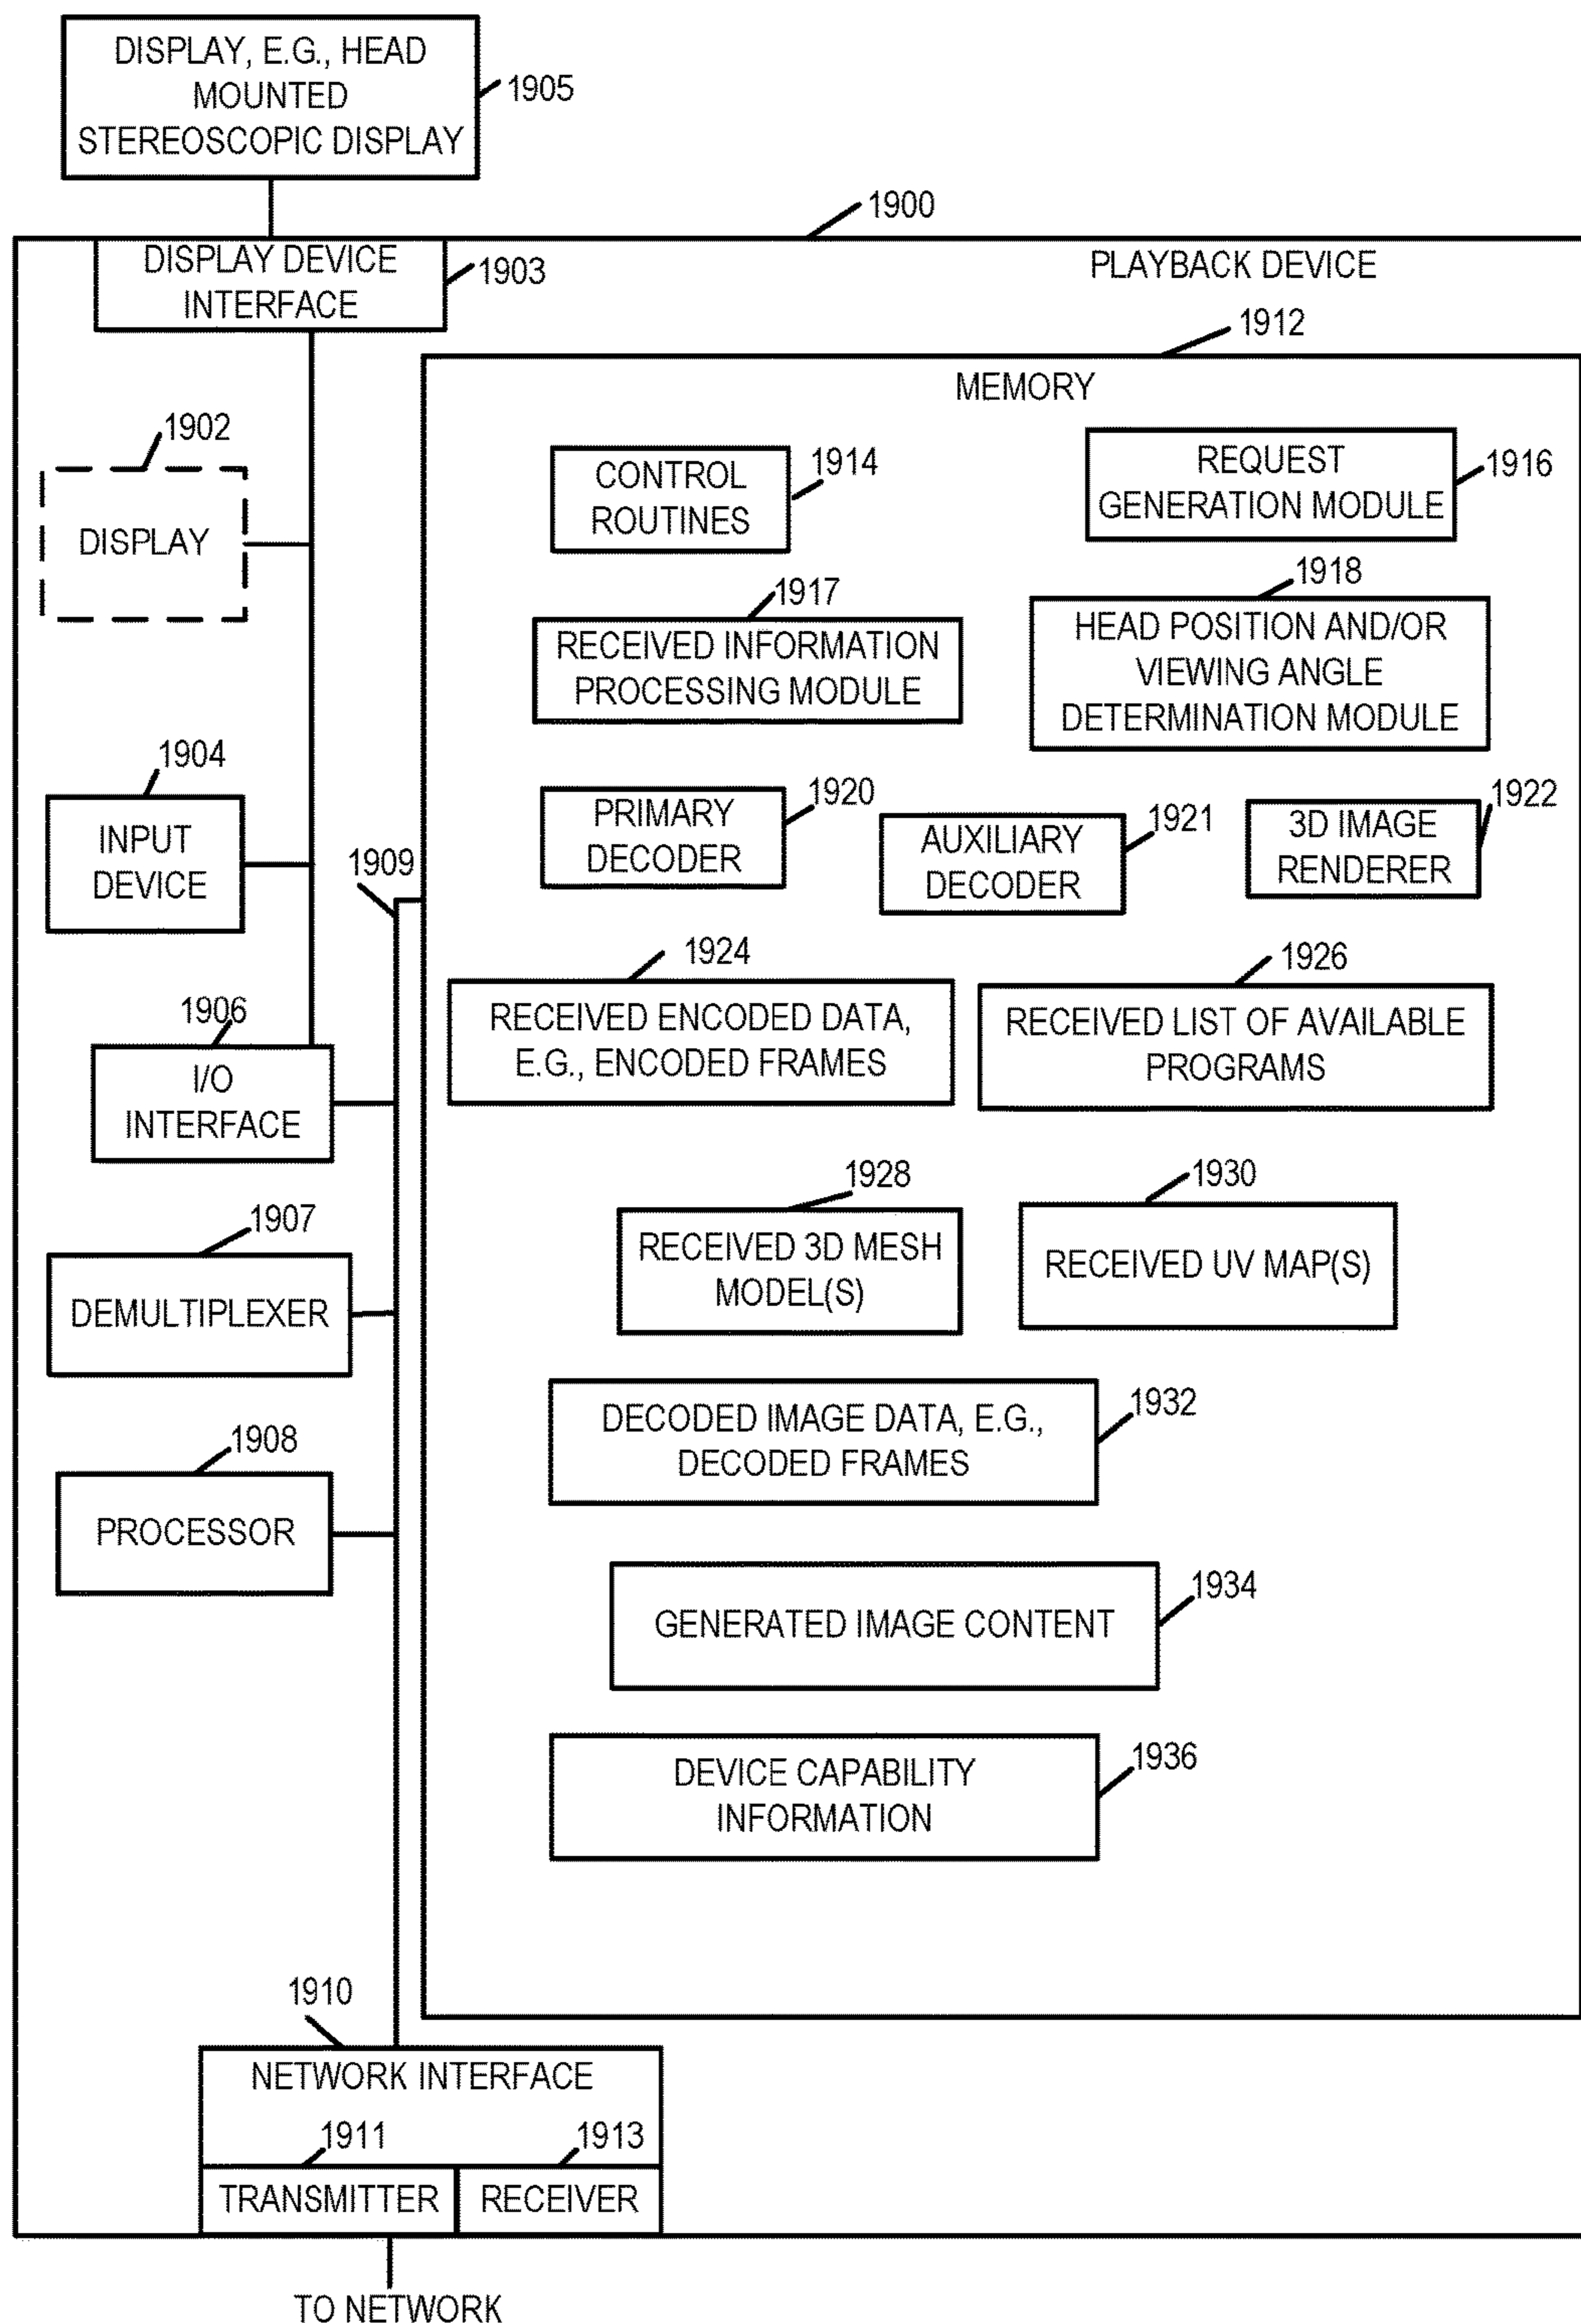 DISPLAY, E.G., HEAD
MOUNTED
STEREOSCOPIC DISPLAY
1905
1900
DISPLAY DEVICE
INTERFACE
1903
PLAYBACK DEVICE
1912
MEMORY
1902
DISPLAY
CONTROL
ROUTINES
1914
REQUEST
GENERATION MODULE
1916
1917
RECEIVED INFORMATION
PROCESSING MODULE
1918
HEAD POSITION AND/OR
VIEWING ANGLE
DETERMINATION MODULE
1904
INPUT
DEVICE
1909
PRIMARY
DECODER
1920
AUXILIARY
DECODER
1921
3D IMAGE
RENDERER
1922
1924
RECEIVED ENCODED DATA,
E.G., ENCODED FRAMES
1926
RECEIVED LIST OF AVAILABLE
PROGRAMS
1906
I/O
INTERFACE
1928
RECEIVED 3D MESH
MODEL(S)
1930
RECEIVED UV MAP(S)
1907
DEMULTIPLEXER
DECODED IMAGE DATA, E.G.,
DECODED FRAMES
1932
1908
PROCESSOR
GENERATED IMAGE CONTENT
1934
DEVICE CAPABILITY
INFORMATION
1936
1910
NETWORK INTERFACE
1911
1913
TRANSMITTER
RECEIVER
TO NETWORK